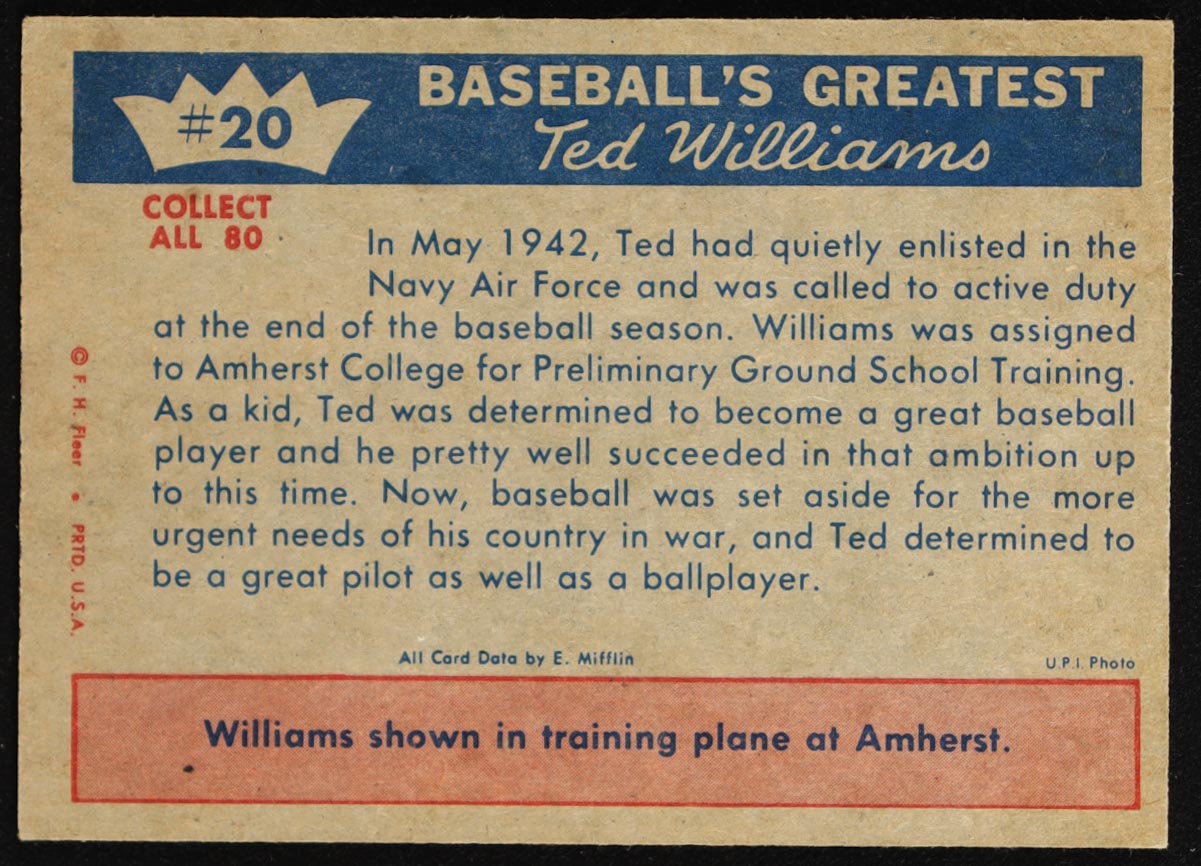 #20
BASEBALL'S GREATEST
Ted Williams
COLLECT
ALL 80
In May 1942, Ted had quietly enlisted in the
Navy Air Force and was called to active duty
at the end of the baseball season. Williams was assigned
to Amherst College for Preliminary Ground School Training.
As a kid, Ted was determined to become a great baseball
player and he pretty well succeeded in that ambition up
to this time. Now, baseball was set aside for the more
urgent needs of his country in war, and Ted determined to
be a great pilot as well as a ballplayer.
© F. H. Fleer • PRTD. U.S.A.
All Card Data by E. Mifflin
U.P.I. Photo
Williams shown in training plane at Amherst.